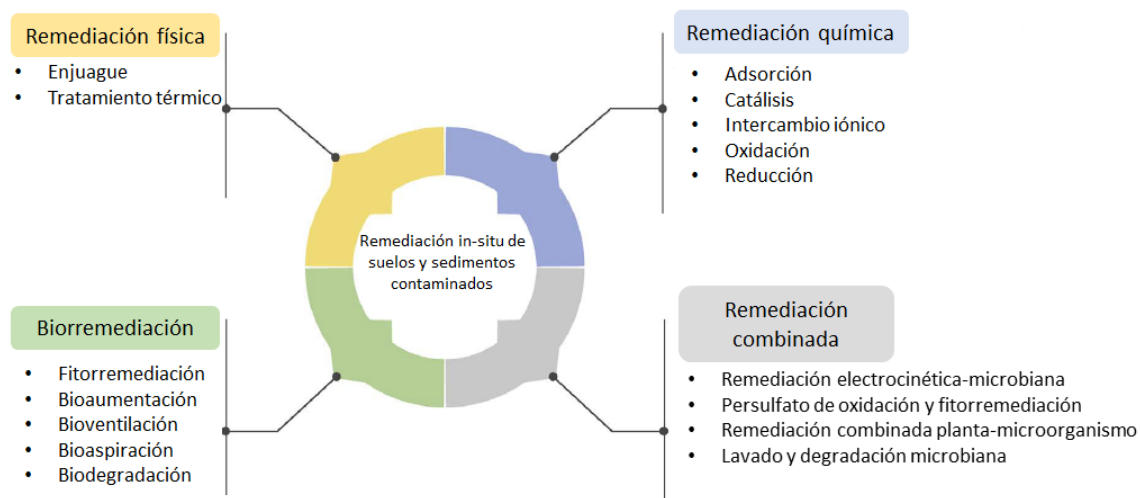 Remediación física
• Enjuague
• Tratamiento térmico
Remediación química
• Adsorción
• Catálisis
• Intercambio iónico
• Oxidación
• Reducción
Remediación in-situ de
suelos y sedimentos
contaminados
Biorremediación
• Fitorremediación
• Bioaumentación
• Bioventilación
• Bioaspiración
• Biodegradación
Remediación
combinada
• Remediación electrocinética-microbiana
• Persulfato de oxidación y fitorremediación
• Remediación combinada planta-microorganismo
• Lavado y degradación microbiana